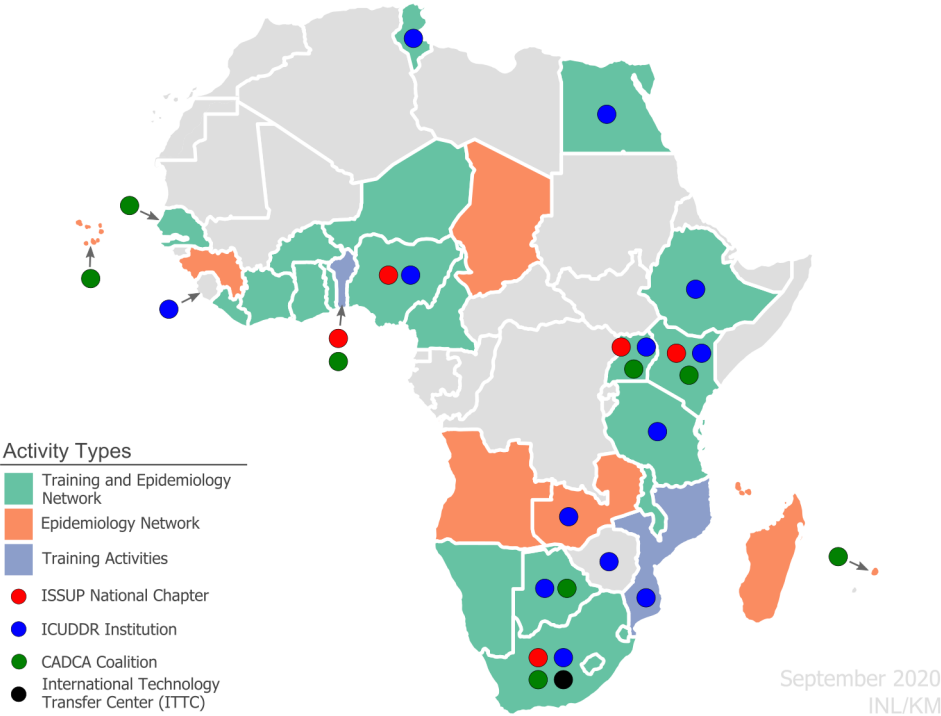 Activity Types
Training and Epidemiology
Network
Epidemiology Network
Training Activities
ISSUP National Chapter
ICUDDR Institution
CADCA Coalition
International Technology
Transfer Center (ITTC)
September 2020
INL/KM